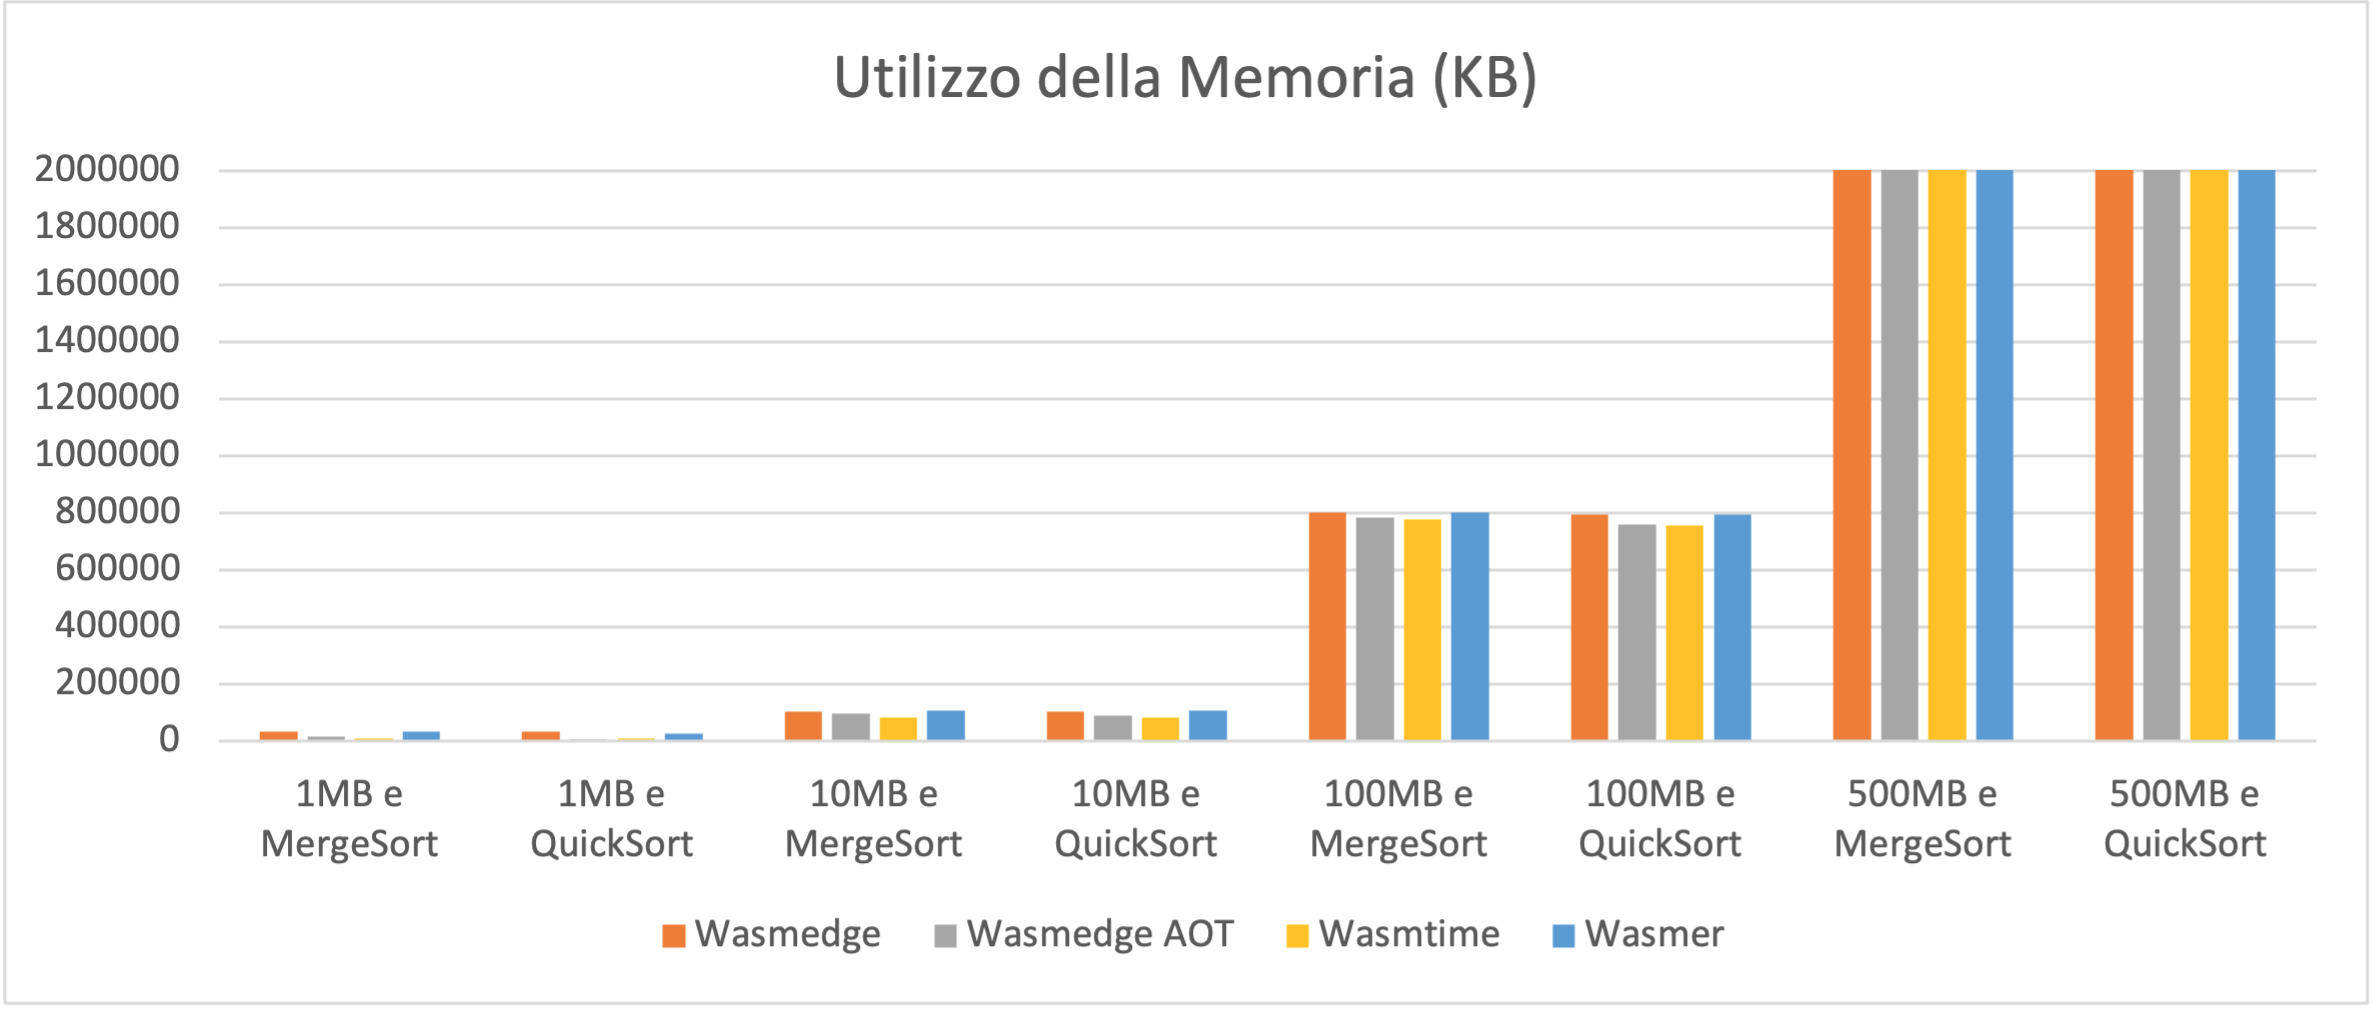 Utilizzo della Memoria (KB)
2000000
1800000
1600000
1400000
1200000
1000000
800000
600000
400000
200000
0
1MB e
MergeSort
1MB e
QuickSort
10MB e
MergeSort
10MB e
QuickSort
100MB e
MergeSort
100MB e
QuickSort
500MB e
MergeSort
500MB e
QuickSort
Wasmedge
Wasmedge AOT
Wasmtime
Wasmer